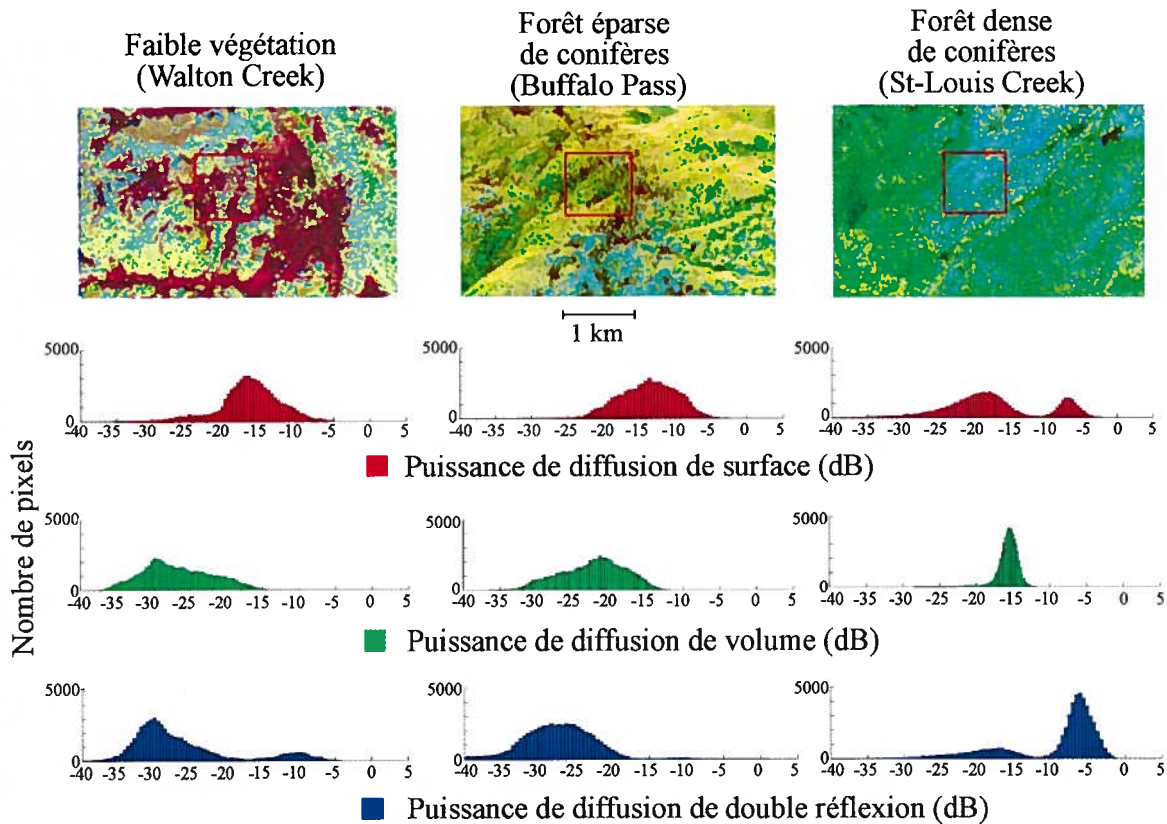 Faible végétation
(Walton Creek)
Forêt éparse
de conifères
(Buffalo Pass)
Forêt dense
de conifères
(St-Louis Creek)
1 km
Nombre de pixels
5000
0
-40 -35 -30 -25 -20 -15 -10 -5 0 5
5000
0
-40 -35 -30 -25 -20 -15 -10 -5 0 5
5000
0
-40 -35 -30 -25 -20 -15 -10 -5 0 5
Puissance de diffusion de surface (dB)
5000
0
-40 -35 -30 -25 -20 -15 -10 -5 0 5
5000
0
-40 -35 -30 -25 -20 -15 -10 -5 0 5
5000
0
-40 -35 -30 -25 -20 -15 -10 -5 0 5
Puissance de diffusion de volume (dB)
5000
0
-40 -35 -30 -25 -20 -15 -10 -5 0 5
5000
0
-40 -35 -30 -25 -20 -15 -10 -5 0 5
5000
0
-40 -35 -30 -25 -20 -15 -10 -5 0 5
Puissance de diffusion de double réflexion (dB)